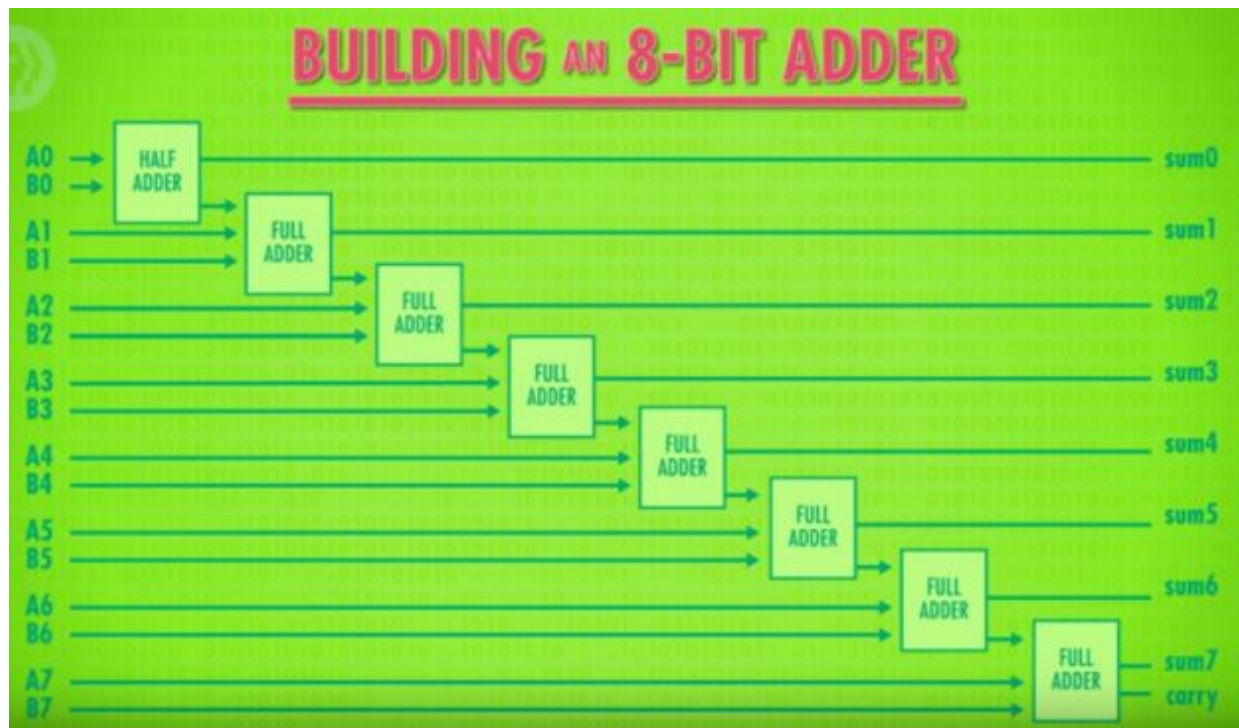 BUILDING AN 8-BIT ADDER
A0
HALF ADDER
sum0
B0
A1
FULL ADDER
sum1
B1
A2
FULL ADDER
sum2
B2
A3
FULL ADDER
sum3
B3
A4
FULL ADDER
sum4
B4
A5
FULL ADDER
sum5
B5
A6
FULL ADDER
sum6
B6
A7
FULL ADDER
sum7
B7
carry